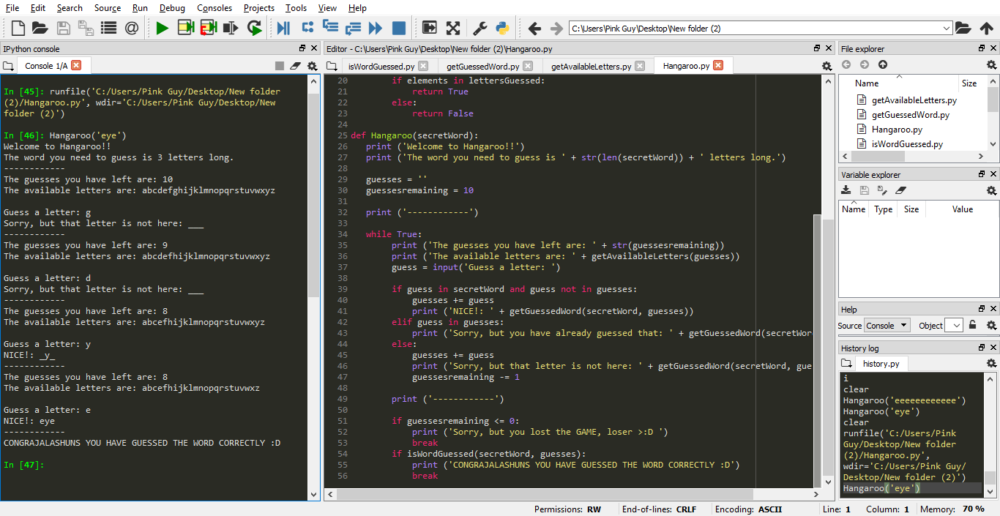 File Edit Search Source Run Debug Consoles Projects Tools View Help
C:\Users\Pink Guy\Desktop\New folder (2)
IPython console
Console 1/A
In [45]: runfile('C:/Users/Pink Guy/Desktop/New folder
(2)/Hangaroo.py', wdir='C:/Users/Pink Guy/Desktop/New
folder (2)')
In [46]: Hangaroo('eye')
Welcome to Hangaroo!!
The word you need to guess is 3 letters long.
------------
The guesses you have left are: 10
The available letters are: abcdefghijklmnopqrstuvwxyz
Guess a letter: g
Sorry, but that letter is not here: ___
------------
The guesses you have left are: 9
The available letters are: abcdefhijklmnopqrstuvwxyz
Guess a letter: d
Sorry, but that letter is not here: ___
------------
The guesses you have left are: 8
The available letters are: abcefhijklmnopqrstuvwxyz
Guess a letter: y
NICE!: _y_
------------
The guesses you have left are: 8
The available letters are: abcefhijklmnopqrstuvwxz
Guess a letter: e
NICE!: eye
------------
CONGRAJALASHUNS YOU HAVE GUESSED THE WORD CORRECTLY :D
In [47]:
Editor - C:\Users\Pink Guy\Desktop\New folder (2)\Hangaroo.py
isWordGuessed.py getGuessedWord.py getAvailableLetters.py Hangaroo.py
20 if elements in lettersGuessed:
21 return True
22 else:
23 return False
24
25 def Hangaroo(secretWord):
26 print ('Welcome to Hangaroo!!')
27 print ('The word you need to guess is ' + str(len(secretWord)) + ' letters long.')
28
29 guesses = ''
30 guessesremaining = 10
31
32 print ('------------')
33
34 while True:
35 print ('The guesses you have left are: ' + str(guessesremaining))
36 print ('The available letters are: ' + getAvailableLetters(guesses))
37 guess = input('Guess a letter: ')
38
39 if guess in secretWord and guess not in guesses:
40 guesses += guess
41 print ('NICE!: ' + getGuessedWord(secretWord, guesses))
42 elif guess in guesses:
43 print ('Sorry, but you have already guessed that: ' + getGuessedWord(secretWor
44 else:
45 guesses += guess
46 print ('Sorry, but that letter is not here: ' + getGuessedWord(secretWord, gue
47 guessesremaining -= 1
48
49 print ('------------')
50
51 if guessesremaining <= 0:
52 print ('Sorry, but you lost the GAME, loser >:D ')
53 break
54 if isWordGuessed(secretWord, guesses):
55 print ('CONGRAJALASHUNS YOU HAVE GUESSED THE WORD CORRECTLY :D')
56 break
File explorer
Name Size
getAvailableLetters.py
getGuessedWord.py
Hangaroo.py
isWordGuessed.py
Variable explorer
Name Type Size Value
Help
Source Console Object
History log
history.py
i
clear
Hangaroo('eeeeeeeeeeee')
Hangaroo('eye')
clear
runfile('C:/Users/Pink
Guy/Desktop/New folder
(2)/Hangaroo.py',
wdir='C:/Users/Pink Guy/
Desktop/New folder (2)')
Hangaroo('eye')
Permissions: RW End-of-lines: CRLF Encoding: ASCII Line: 1 Column: 1 Memory: 70 %